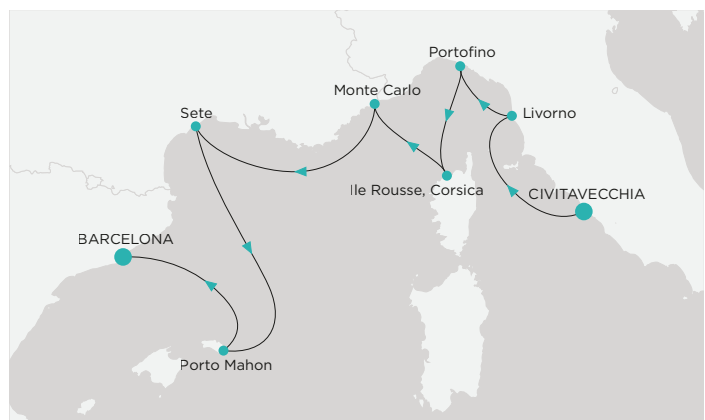 Portofino
Monte Carlo
Sete
Livorno
Ile Rousse, Corsica
CIVITAVECCHIA
BARCELONA
Porto Mahon